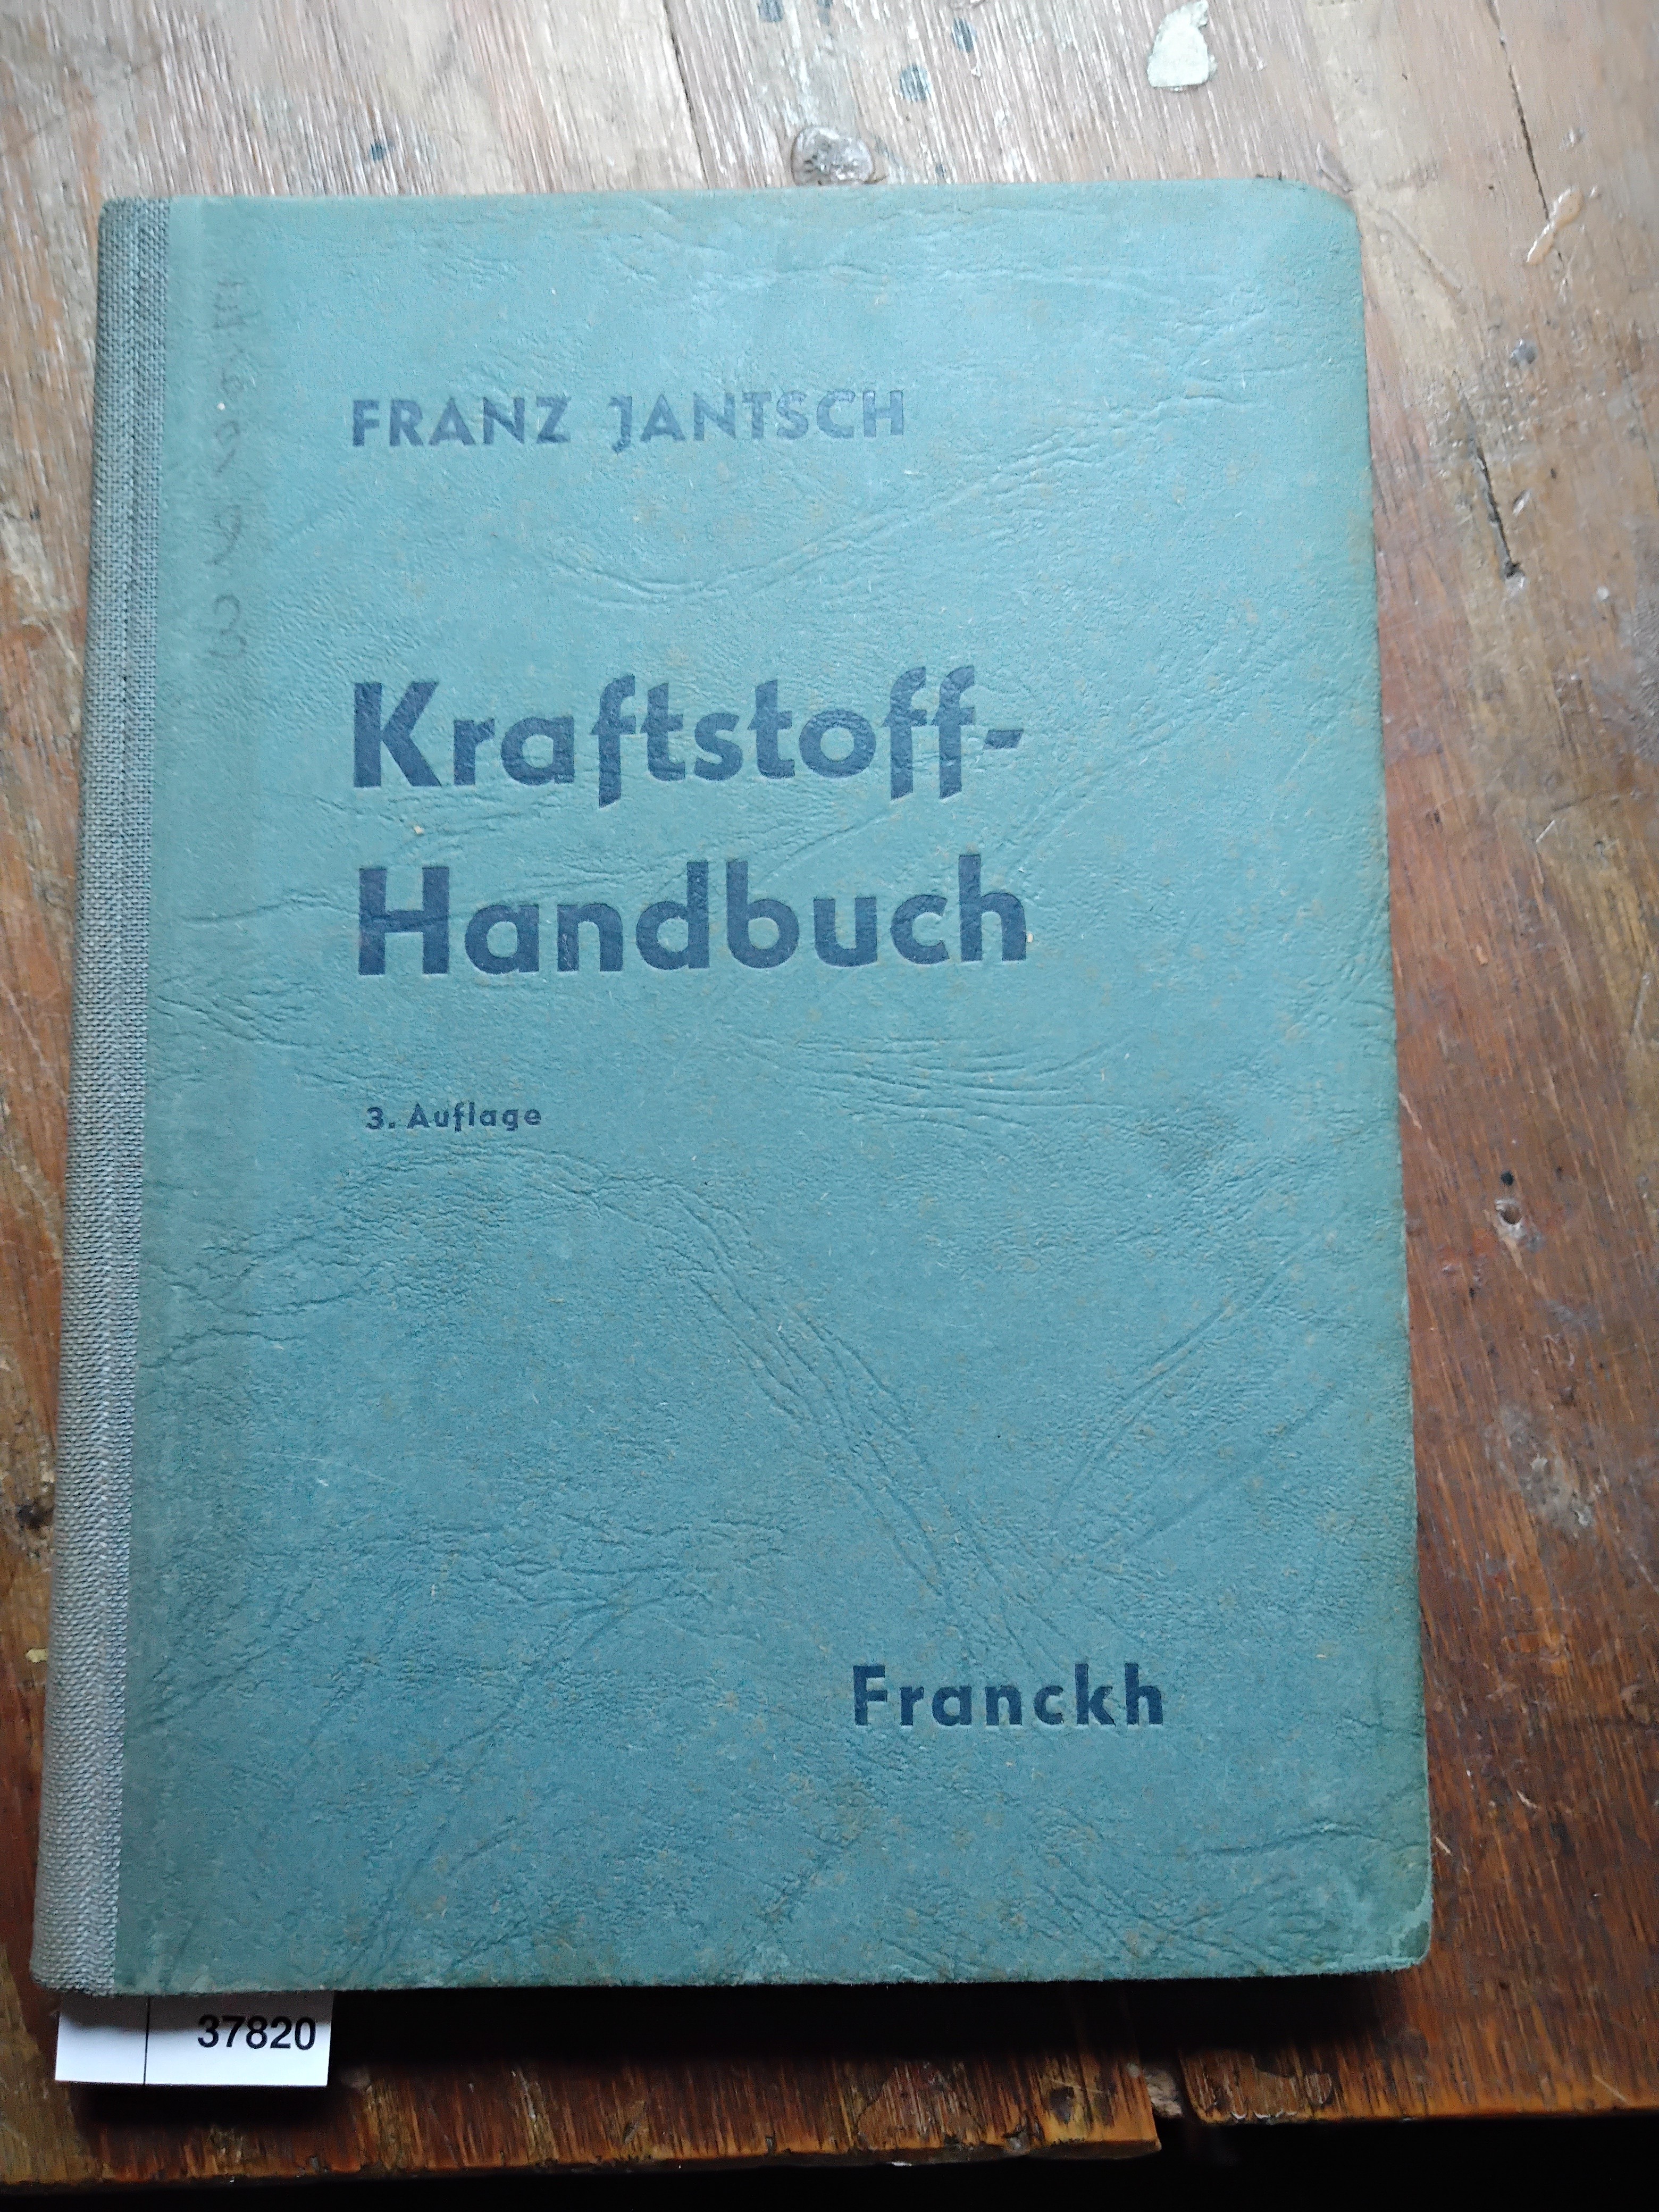 FRANZ JANTSCH
Kraftstoff-
Handbuch
3. Auflage
Franckh
37820